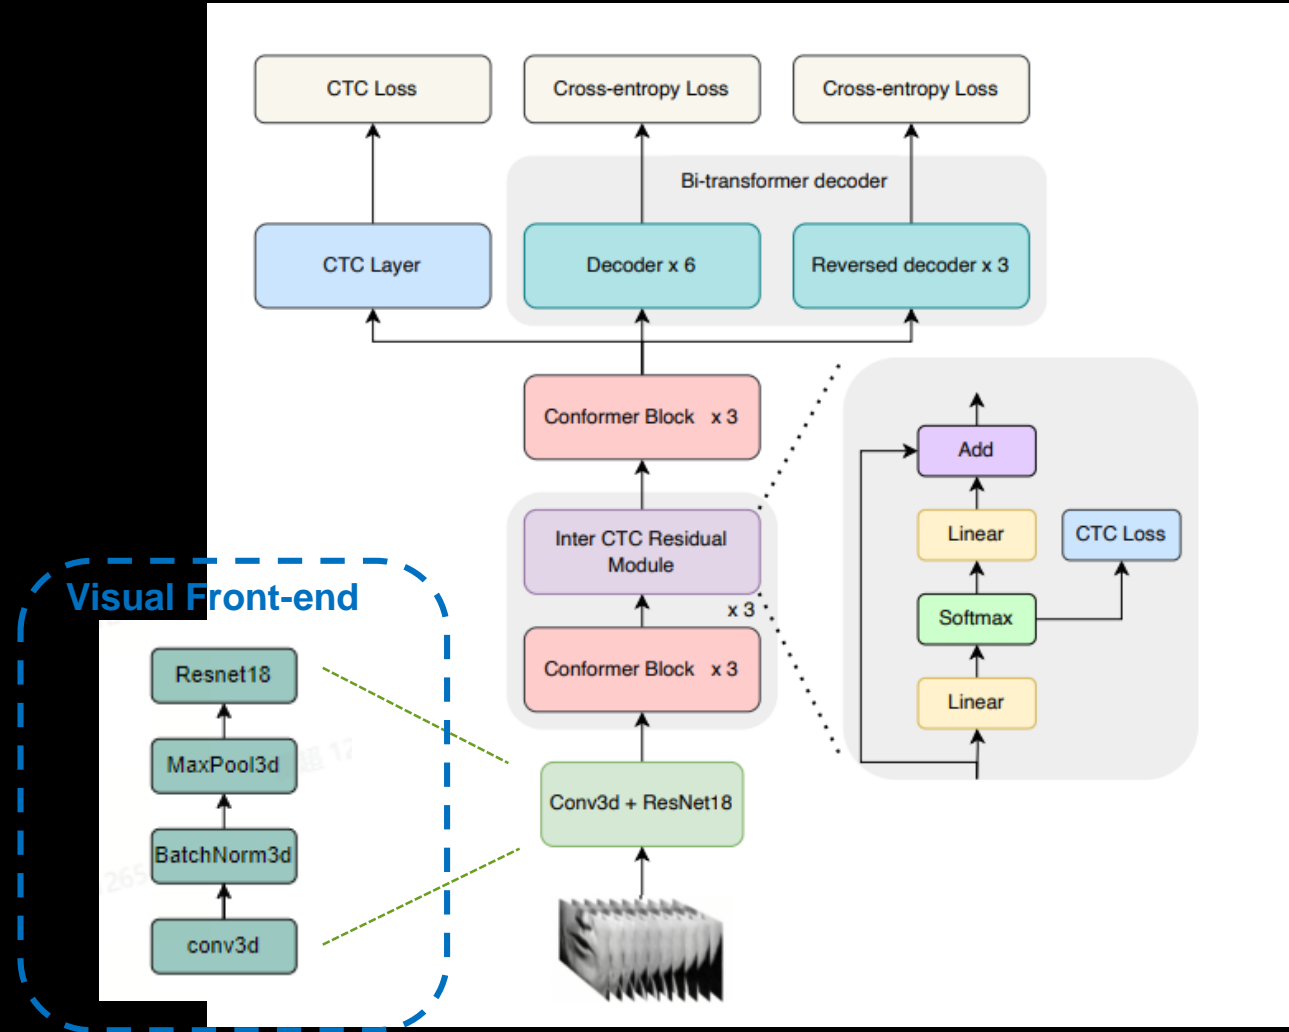 CTC Loss
Cross-entropy Loss
Cross-entropy Loss
Bi-transformer decoder
CTC Layer
Decoder x 6
Reversed decoder x 3
Conformer Block x 3
Add
Linear
CTC Loss
Softmax
Linear
Inter CTC Residual
Module
x 3
Conformer Block x 3
Conv3d + ResNet18
Visual Front-end
Resnet18
MaxPool3d
BatchNorm3d
conv3d